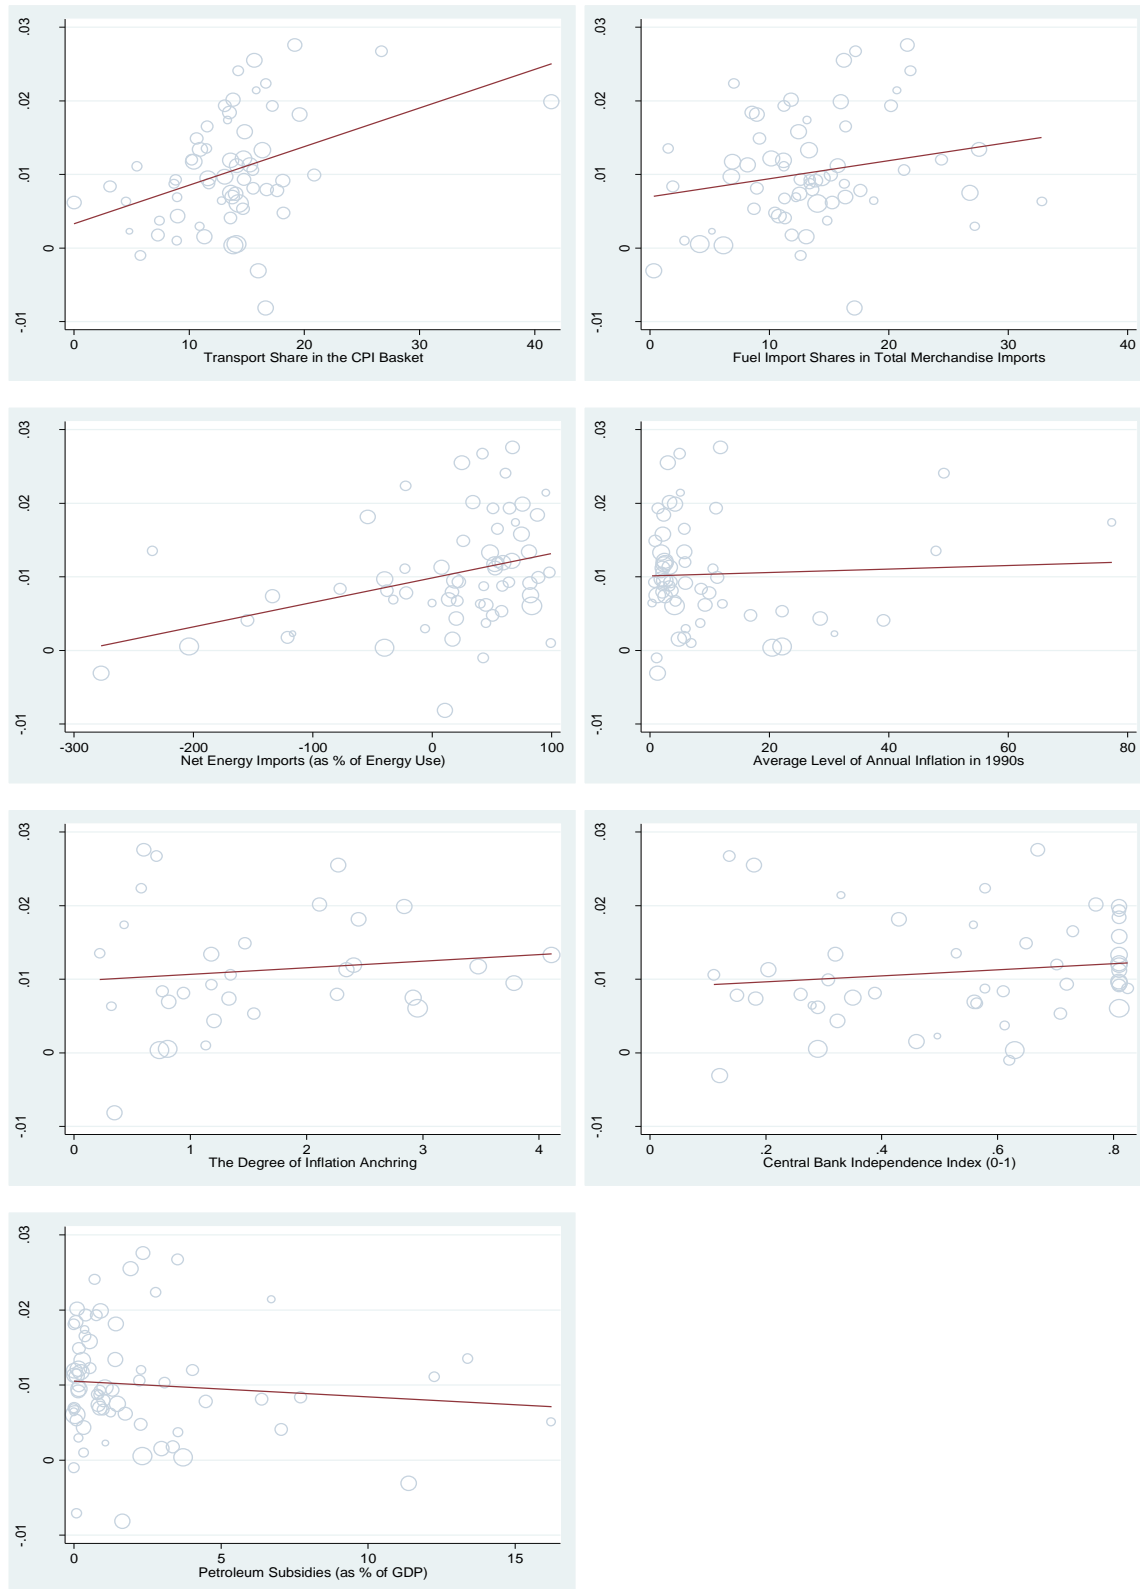 .03
.02
.01
0
-.01
0 10 20 30 40
Transport Share in the CPI Basket
.03
.02
.01
0
-.01
0 10 20 30 40
Fuel Import Shares in Total Merchandise Imports
.03
.02
.01
0
-.01
-300 -200 -100 0 100
Net Energy Imports (as % of Energy Use)
.03
.02
.01
0
-.01
0 20 40 60 80
Average Level of Annual Inflation in 1990s
.03
.02
.01
0
-.01
0 1 2 3 4
The Degree of Inflation Anchring
.03
.02
.01
0
-.01
0 .2 .4 .6 .8
Central Bank Independence Index (0-1)
.03
.02
.01
0
-.01
0 5 10 15
Petroleum Subsidies (as % of GDP)